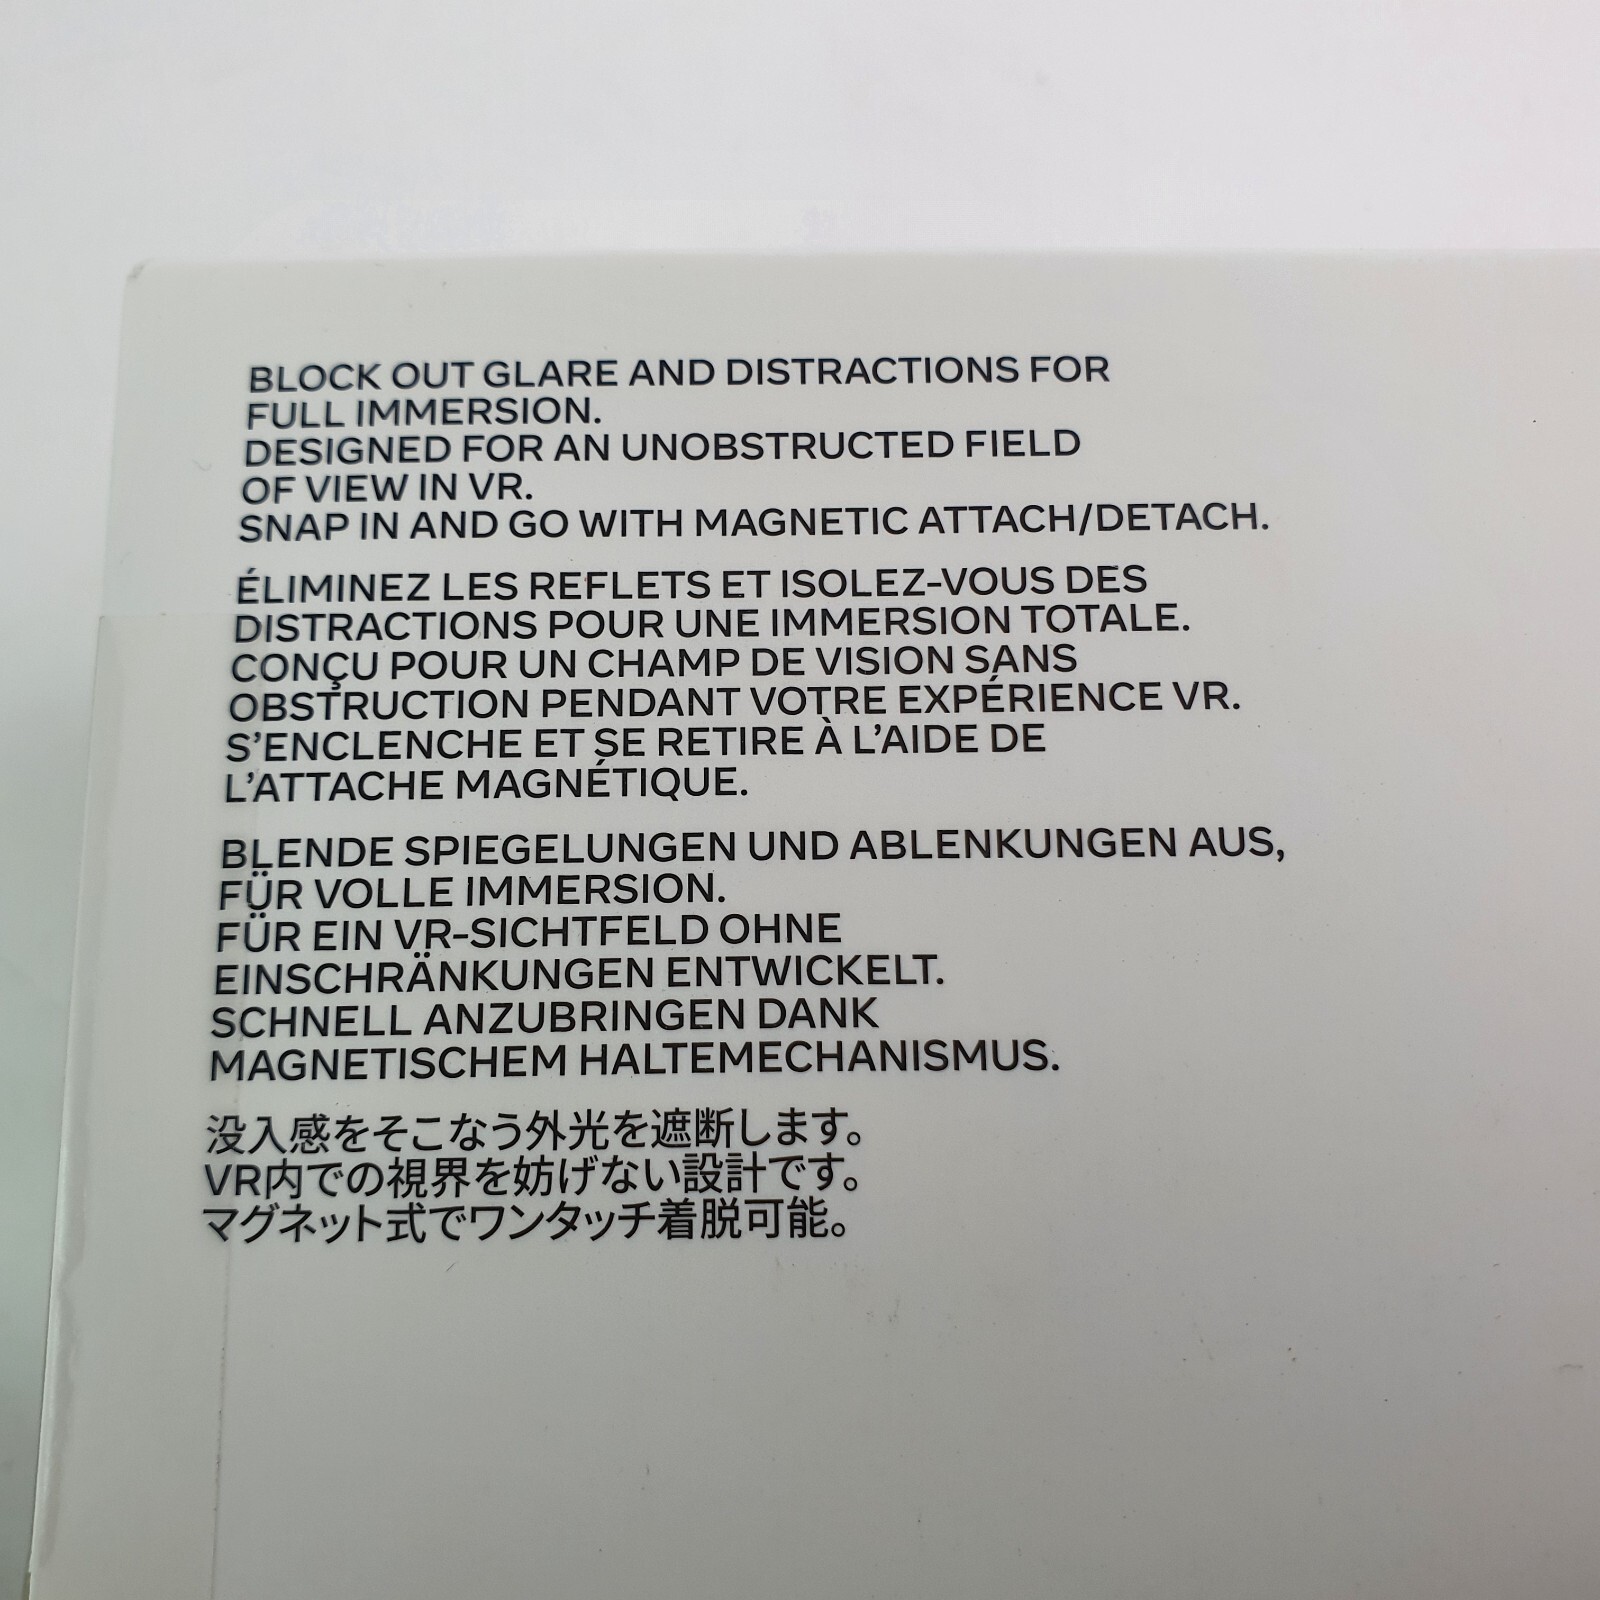 BLOCK OUT GLARE AND DISTRACTIONS FOR
FULL IMMERSION.
DESIGNED FOR AN UNOBSTRUCTED FIELD
OF VIEW IN VR.
SNAP IN AND GO WITH MAGNETIC ATTACH/DETACH.
ÉLIMINEZ LES REFLETS ET ISOLEZ-VOUS DES
DISTRACTIONS POUR UNE IMMERSION TOTALE.
CONÇU POUR UN CHAMP DE VISION SANS
OBSTRUCTION PENDANT VOTRE EXPÉRIENCE VR.
S'ENCLENCHE ET SE RETIRE À L'AIDE DE
L'ATTACHE MAGNÉTIQUE.
BLENDE SPIEGELUNGEN UND ABLENKUNGEN AUS,
FÜR VOLLE IMMERSION.
FÜR EIN VR-SICHTFELD OHNE
EINSCHRÄNKUNGEN ENTWICKELT.
SCHNELL ANZUBRINGEN DANK
MAGNETISCHEM HALTEMECHANISMUS.
没入感をそこなう外光を遮断します。
VR内での視界を妨げない設計です。
マグネット式でワンタッチ着脱可能。